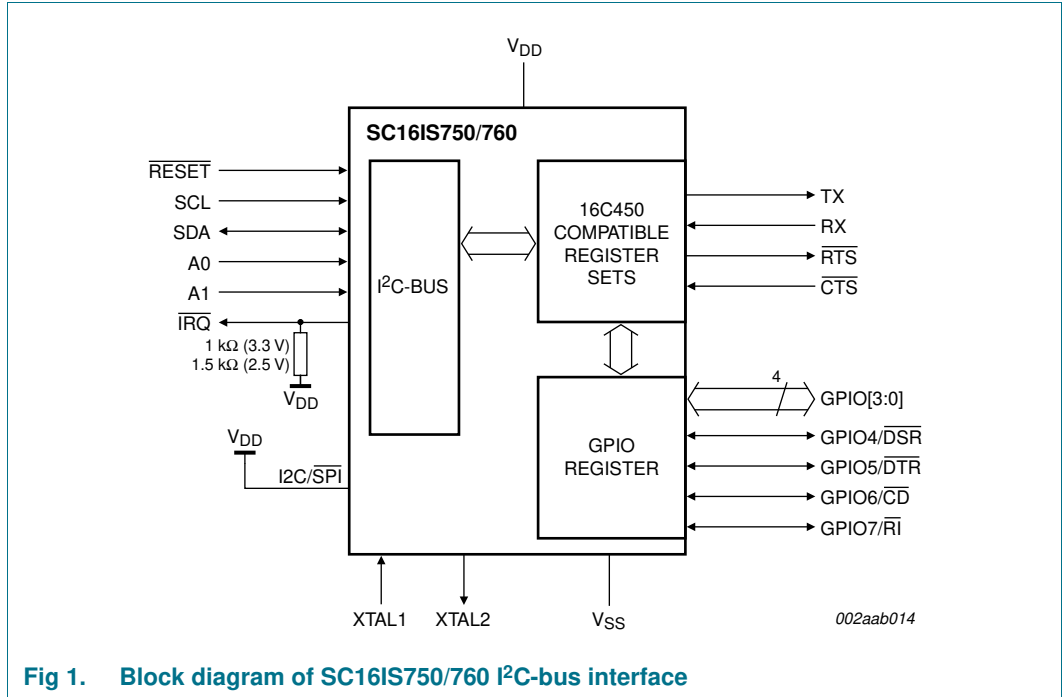 VDD
SC16IS750/760
RESET
SCL
SDA
A0
A1
IRQ
1 kΩ (3.3 V)
1.5 kΩ (2.5 V)
VDD
VDD
I2C/SPI
I2C-BUS
16C450
COMPATIBLE
REGISTER
SETS
TX
RX
RTS
CTS
GPIO
REGISTER
4
GPIO[3:0]
GPIO4/DSR
GPIO5/DTR
GPIO6/CD
GPIO7/RI
XTAL1
XTAL2
VSS
002aab014
Fig 1. Block diagram of SC16IS750/760 I2C-bus interface